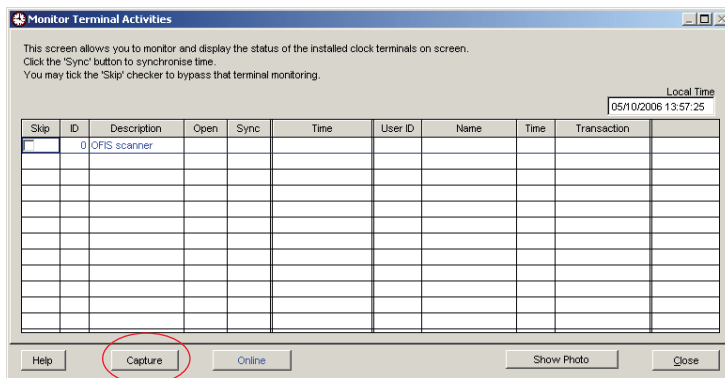 Monitor Terminal Activities
This screen allows you to monitor and display the status of the installed clock terminals on screen.
Click the 'Sync' button to synchronise time.
You may tick the 'Skip' checker to bypass that terminal monitoring.
Local Time
05/10/2006 13:57:25
Skip ID Description Open Sync Time User ID Name Time Transaction
0 OFIS scanner
Help Capture Online Show Photo Close